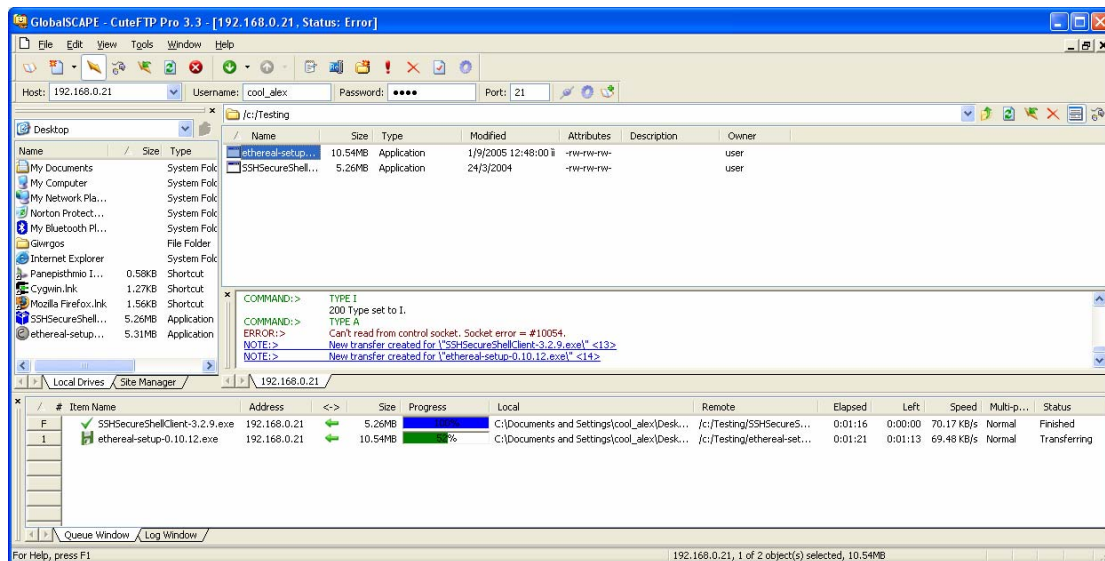 GlobalSCAPE - CuteFTP Pro 3.3 - [192.168.0.21, Status: Error]
File Edit View Tools Window Help
Host: 192.168.0.21 Username: cool_alex Password: •••• Port: 21
/c:/Testing
Desktop
/ Name Size Type Modified Attributes Description Owner
Name / Size Type
ethereal-setup... 10.54MB Application 1/9/2005 12:48:00 -rw-rw-rw- user
My Documents System Fold
SSHSecureShell... 5.26MB Application 24/3/2004 -rw-rw-rw- user
My Computer System Fold
My Network Pla... System Fold
Norton Protect... System Fold
My Bluetooth Pl... System Fold
Giwrgos File Folder
Internet Explorer System Fold
Panepisthmio I... 0.58KB Shortcut
Cygwin.lnk 1.27KB Shortcut
Mozilla Firefox.lnk 1.56KB Shortcut
SSHSecureShell... 5.26MB Application
ethereal-setup... 5.31MB Application
COMMAND:> TYPE I
200 Type set to I.
COMMAND:> TYPE A
ERROR:> Can't read from control socket. Socket error = #10054.
NOTE:> New transfer created for \"SSHSecureShellClient-3.2.9.exe\" <13>
NOTE:> New transfer created for \"ethereal-setup-0.10.12.exe\" <14>
Local Drives Site Manager
192.168.0.21
/ # Item Name Address <-> Size Progress Local Remote Elapsed Left Speed Multi-p... Status
F SSHSecureShellClient-3.2.9.exe 192.168.0.21 5.26MB 100% C:\Documents and Settings\cool_alex\Desk... /c:/Testing/SSHSecureS... 0:01:16 0:00:00 70.17 KB/s Normal Finished
1 ethereal-setup-0.10.12.exe 192.168.0.21 10.54MB 52% C:\Documents and Settings\cool_alex\Desk... /c:/Testing/ethereal-set... 0:01:21 0:01:13 69.48 KB/s Normal Transferring
Queue Window Log Window
For Help, press F1
192.168.0.21, 1 of 2 object(s) selected, 10.54MB